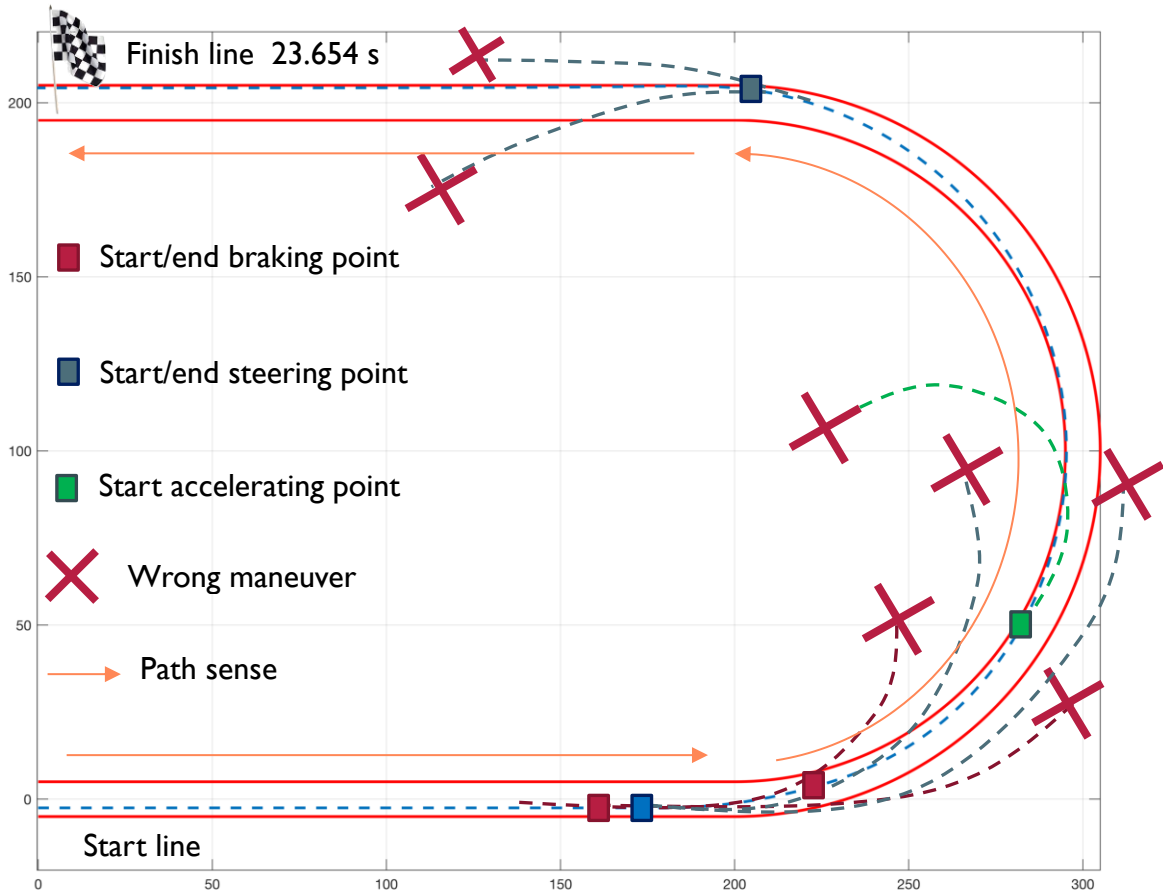 Finish line 23.654 s
200
Start/end braking point
150
Start/end steering point
100
Start accelerating point
Wrong maneuver
50
Path sense
0
Start line
0 50 100 150 200 250 300